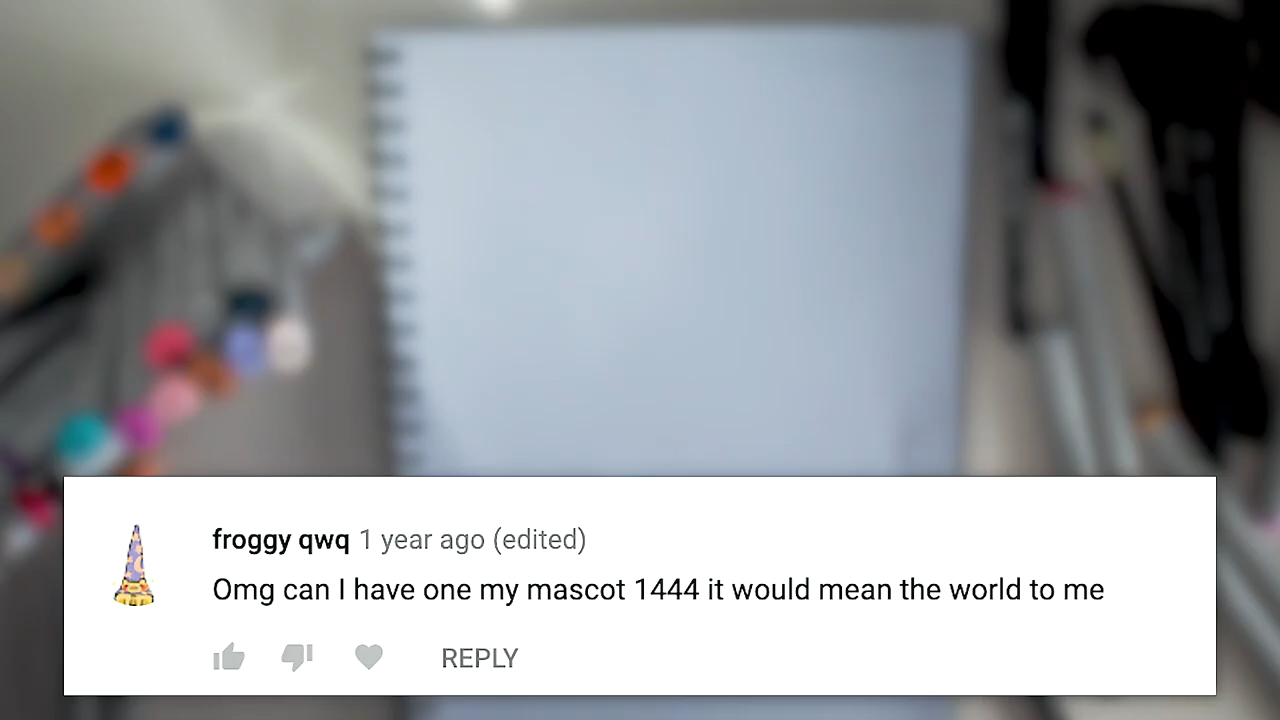 froggy qwq 1 year ago (edited)
Omg can I have one my mascot 1444 it would mean the world to me
REPLY